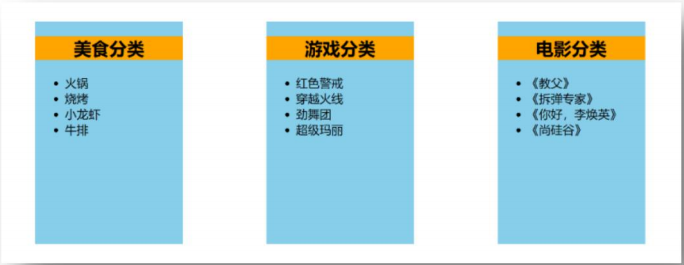 美食分类
火锅
烧烤
小龙虾
牛排
游戏分类
红色警戒
穿越火线
劲舞团
超级玛丽
电影分类
《教父》
《拆弹专家》
《你好，李焕英》
《尚硅谷》